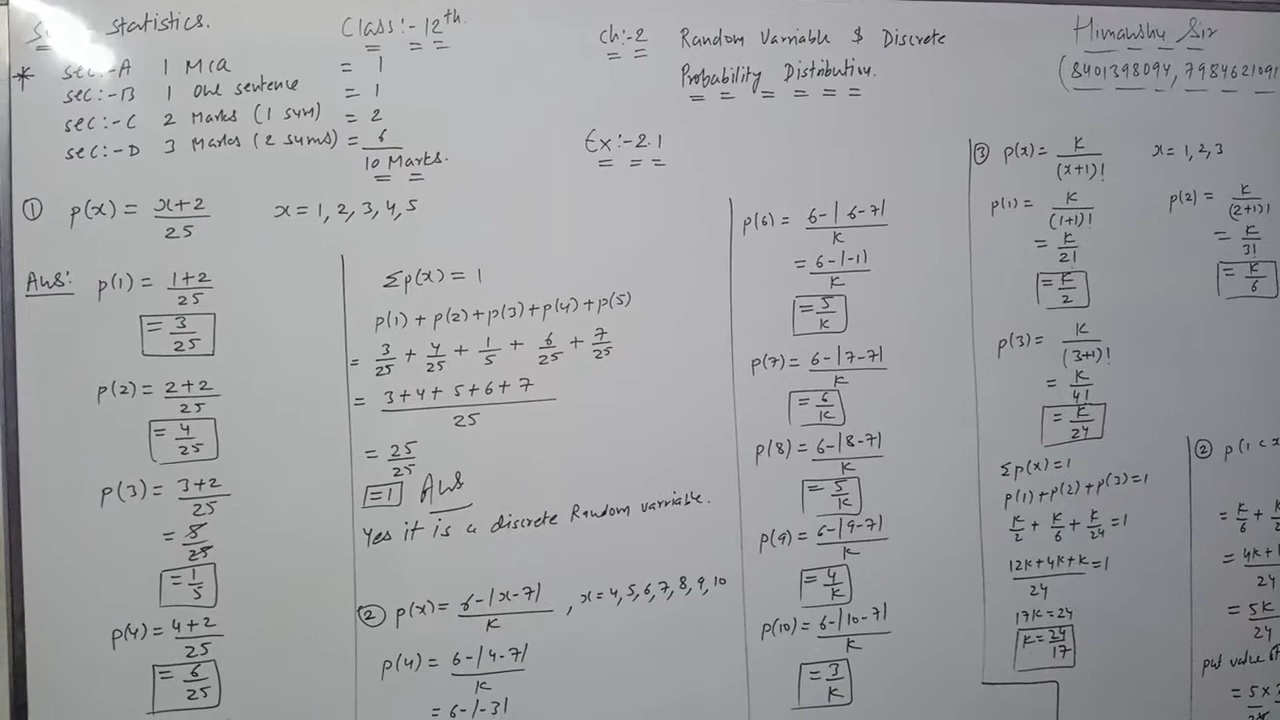 statistics.
Class:- 12th
ch:-2 Random Variable & Discrete
Probability Distribution.
Himanshu Sir
(8401398094, 7984621091
* sec:-A 1 MCQ = 1
sec:-B 1 One sentence = 1
sec:-C 2 Marks (1 sum) = 2
sec:-D 3 Marks (2 sums) = 6
10 Marks.
Ex:-2.1
① p(x) = x+2/25 x = 1, 2, 3, 4, 5
Ans: p(1) = 1+2/25
= 3/25
p(2) = 2+2/25
= 4/25
p(3) = 3+2/25
= 5/25
= 1/5
p(4) = 4+2/25
= 6/25
Σp(x) = 1
p(1) + p(2) + p(3) + p(4) + p(5)
= 3/25 + 4/25 + 1/5 + 6/25 + 7/25
= 3+4+5+6+7/25
= 25/25
= 1 Ans
Yes it is a discrete Random varriable.
② p(x) = 6-|x-7|/K , x = 4, 5, 6, 7, 8, 9, 10
p(4) = 6-|4-7|/K
= 6-|-3|
p(6) = 6-|6-7|/K
= 6-|-1|/K
= 5/K
p(7) = 6-|7-7|/K
= 6/K
p(8) = 6-|8-7|/K
= 5/K
p(9) = 6-|9-7|/K
= 4/K
p(10) = 6-|10-7|/K
= 3/K
③ p(x) = K/(x+1)! x = 1, 2, 3
p(1) = K/(1+1)!
= K/2!
= K/2
p(2) = K/(2+1)!
= K/3!
= K/6
p(3) = K/(3+1)!
= K/4!
= K/24
Σp(x) = 1
p(1) + p(2) + p(3) = 1
K/2 + K/6 + K/24 = 1
12K+4K+K/24 = 1
17K = 24
K = 24/17
② p(1 < x
= K/6 +
= 4K+
24
= 5K/24
put value of
= 5 ×